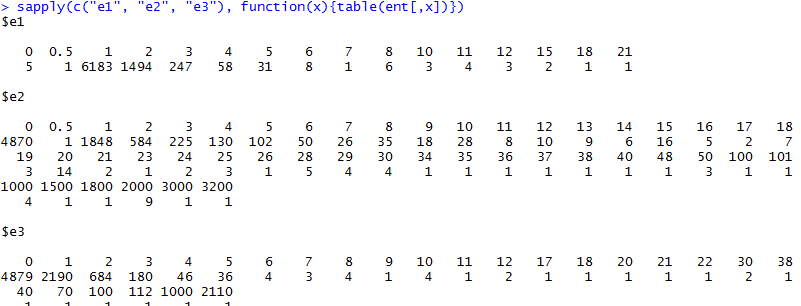 > sapply(c("e1", "e2", "e3"), function(x){table(ent[,x])})
$e1
0 0.5 1 2 3 4 5 6 7 8 10 11 12 15 18 21
5 1 6183 1494 247 58 31 8 1 6 3 4 3 2 1 1
$e2
0 0.5 1 2 3 4 5 6 7 8 9 10 11 12 13 14 15 16 17 18
4870 1 1848 584 225 130 102 50 26 35 18 28 8 10 9 6 16 5 2 7
19 20 21 23 24 25 26 28 29 30 34 35 36 37 38 40 48 50 100 101
3 14 2 1 2 3 1 5 4 4 1 1 1 1 1 1 1 3 1 1
1000 1500 1800 2000 3000 3200
4 1 1 9 1 1
$e3
0 1 2 3 4 5 6 7 8 9 10 11 12 17 18 20 21 22 30 38
4879 2190 684 180 46 36 4 3 4 1 4 1 2 1 1 1 1 1 2 1
40 70 100 112 1000 2110
1 1 1 1 1 1